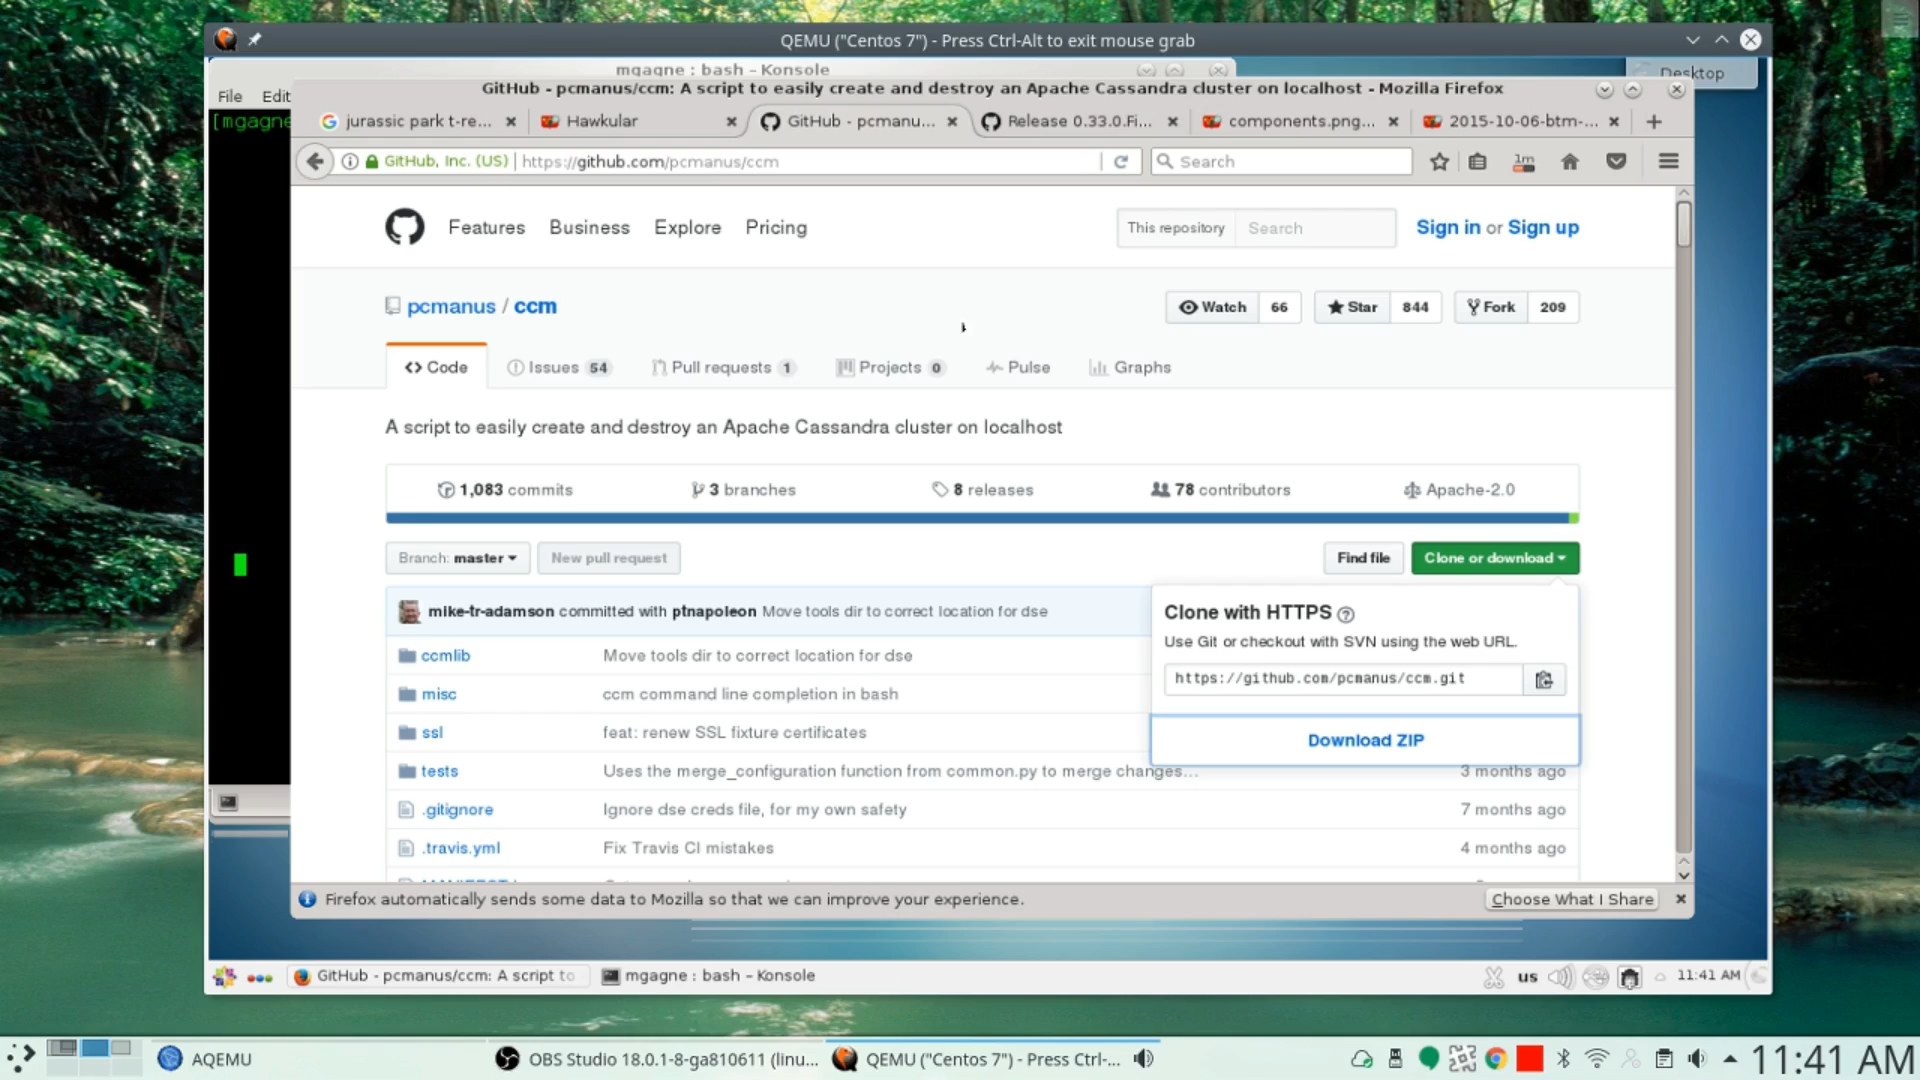 QEMU ("Centos 7") - Press Ctrl-Alt to exit mouse grab
mgagne : bash – Konsole
Desktop
File Edit
[mgagne
GitHub - pcmanus/ccm: A script to easily create and destroy an Apache Cassandra cluster on localhost - Mozilla Firefox
jurassic park t-re... Hawkular GitHub - pcmanu... Release 0.33.0.Fi... components.png... 2015-10-06-btm-...
GitHub, Inc. (US) https://github.com/pcmanus/ccm Search 1m
Features Business Explore Pricing This repository Search Sign in or Sign up
pcmanus / ccm Watch 66 Star 844 Fork 209
Code Issues 54 Pull requests 1 Projects 0 Pulse Graphs
A script to easily create and destroy an Apache Cassandra cluster on localhost
1,083 commits 3 branches 8 releases 78 contributors Apache-2.0
Branch: master New pull request Find file Clone or download
mike-tr-adamson committed with ptnapoleon Move tools dir to correct location for dse
Clone with HTTPS
Use Git or checkout with SVN using the web URL.
https://github.com/pcmanus/ccm.git
Download ZIP
ccmlib Move tools dir to correct location for dse
misc ccm command line completion in bash
ssl feat: renew SSL fixture certificates
tests Uses the merge_configuration function from common.py to merge changes... 3 months ago
.gitignore Ignore dse creds file, for my own safety 7 months ago
.travis.yml Fix Travis CI mistakes 4 months ago
Firefox automatically sends some data to Mozilla so that we can improve your experience. Choose What I Share
GitHub - pcmanus/ccm: A script to mgagne : bash – Konsole us 11:41 AM
AQEMU OBS Studio 18.0.1-8-ga810611 (linu... QEMU ("Centos 7") - Press Ctrl-... 11:41 AM